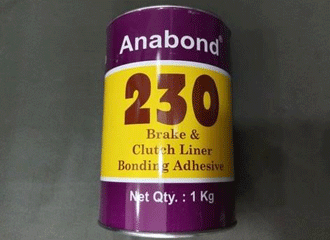 Anabond®
230
Brake &
Clutch Liner
Bonding Adhesive
Net Qty. : 1 Kg